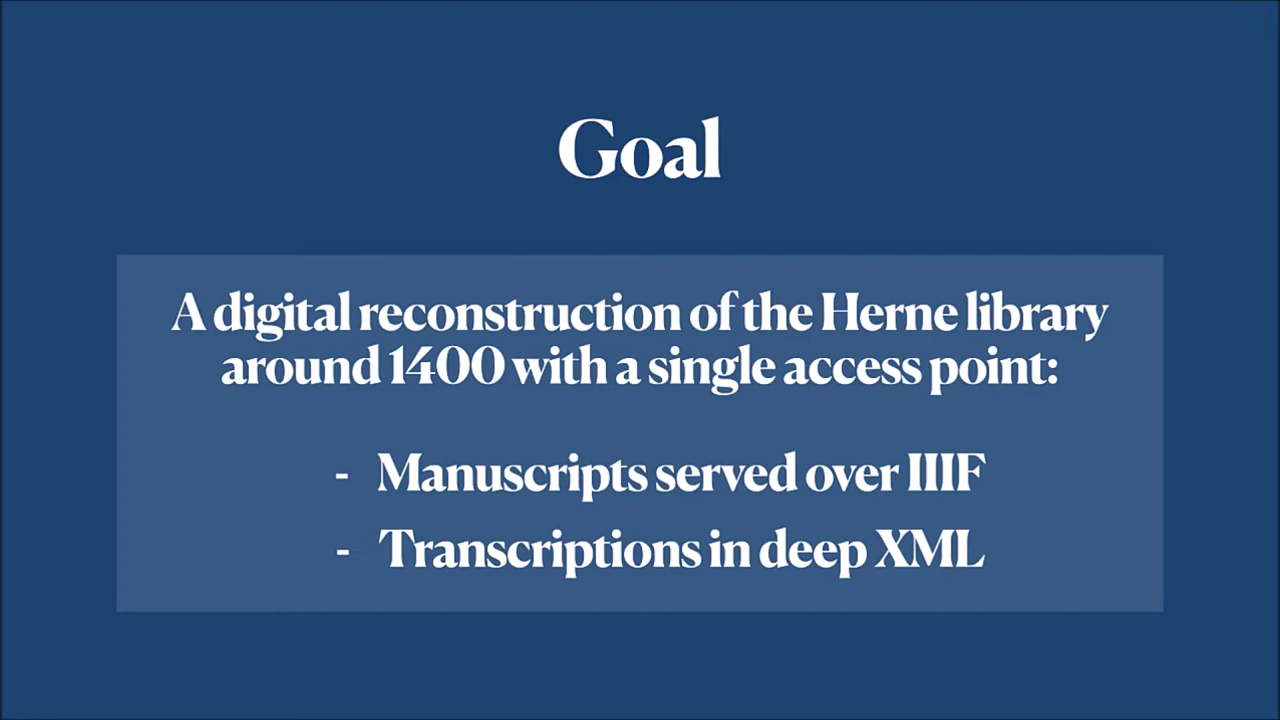 Goal
A digital reconstruction of the Herne library
around 1400 with a single access point:
- Manuscripts served over IIIF
- Transcriptions in deep XML